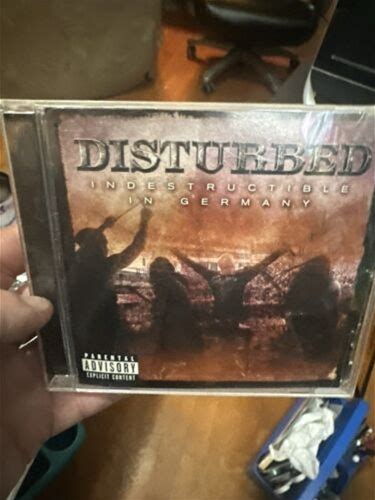 DISTURBED
INDESTRUCTIBLE
IN GERMANY
PARENTAL
ADVISORY
EXPLICIT CONTENT